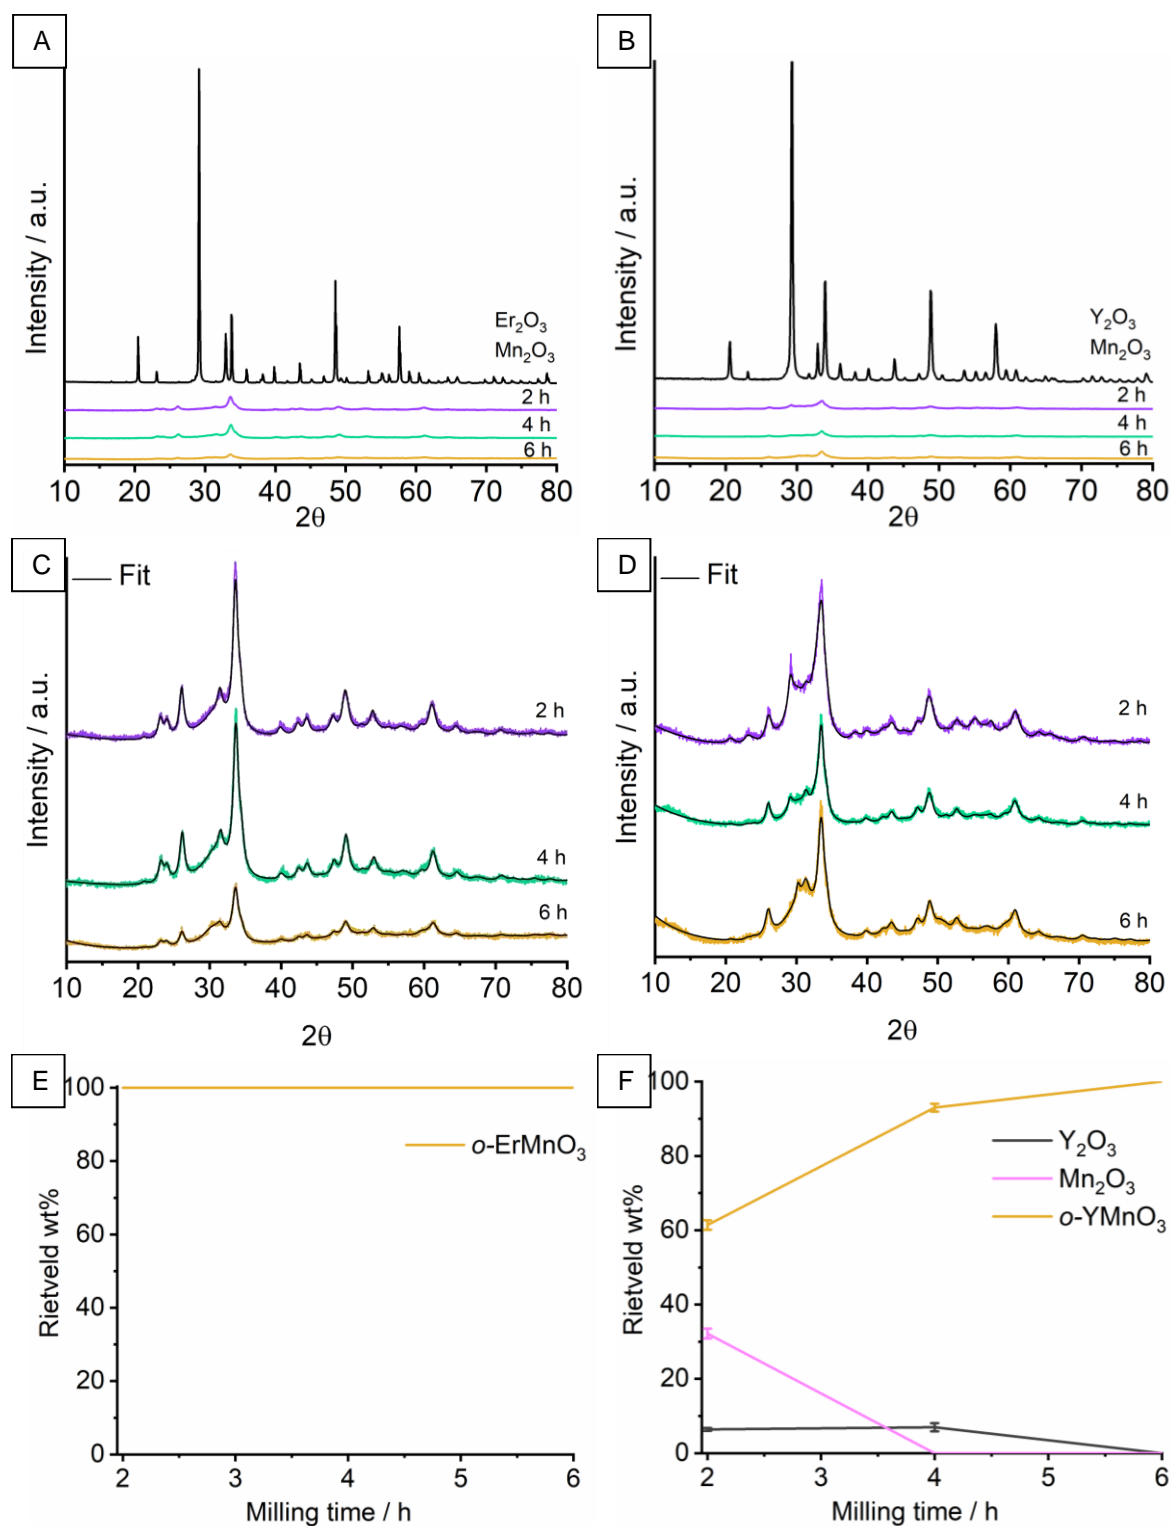 A
Intensity / a.u.
Er₂O₃
Mn₂O₃
2 h
4 h
6 h
10 20 30 40 50 60 70 80
2θ
B
Intensity / a.u.
Y₂O₃
Mn₂O₃
2 h
4 h
6 h
10 20 30 40 50 60 70 80
2θ
C
Fit
Intensity / a.u.
2 h
4 h
6 h
10 20 30 40 50 60 70 80
2θ
D
Fit
Intensity / a.u.
2 h
4 h
6 h
10 20 30 40 50 60 70 80
2θ
E
Rietveld wt%
100
80
60
40
20
0
o-ErMnO₃
2 3 4 5 6
Milling time / h
F
Rietveld wt%
100
80
60
40
20
0
Y₂O₃
Mn₂O₃
o-YMnO₃
2 3 4 5 6
Milling time / h